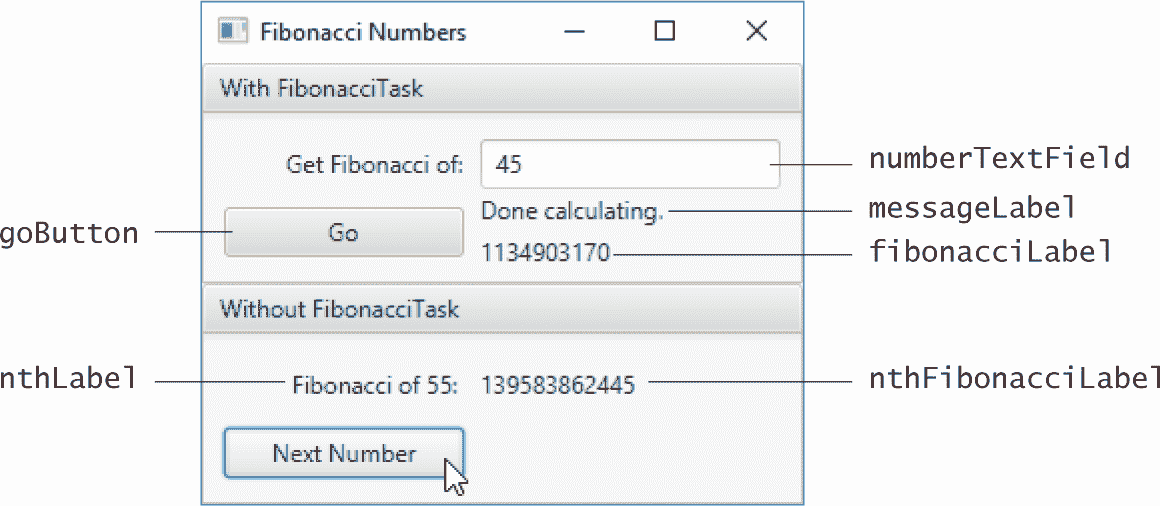 Fibonacci Numbers
With FibonacciTask
Get Fibonacci of: 45 numberTextField
Done calculating. messageLabel
goButton Go
1134903170 fibonacciLabel
Without FibonacciTask
nthLabel Fibonacci of 55: 139583862445 nthFibonacciLabel
Next Number